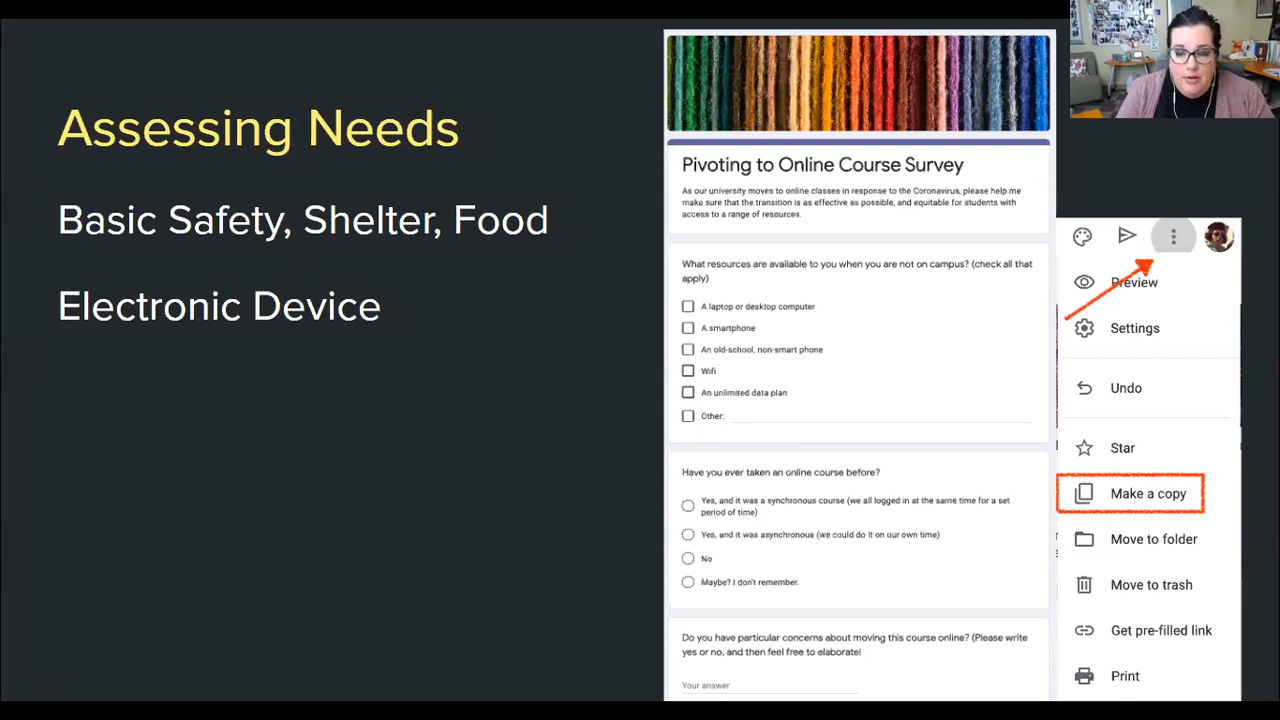 Assessing Needs
Basic Safety, Shelter, Food
Electronic Device
Pivoting to Online Course Survey
As our university moves to online classes in response to the Coronavirus, please help me
make sure that the transition is as effective as possible, and equitable for students with
access to a range of resources.
What resources are available to you when you are not on campus? (check all that
apply)
A laptop or desktop computer
A smartphone
An old-school, non-smart phone
Wifi
An unlimited data plan
Other:
Have you ever taken an online course before?
Yes, and it was a synchronous course (we all logged in at the same time for a set
period of time)
Yes, and it was asynchronous (we could do it on our own time)
No
Maybe? I don't remember.
Do you have particular concerns about moving this course online? (Please write
yes or no, and then feel free to elaborate!
Your answer
Preview
Settings
Undo
Star
Make a copy
Move to folder
Move to trash
Get pre-filled link
Print